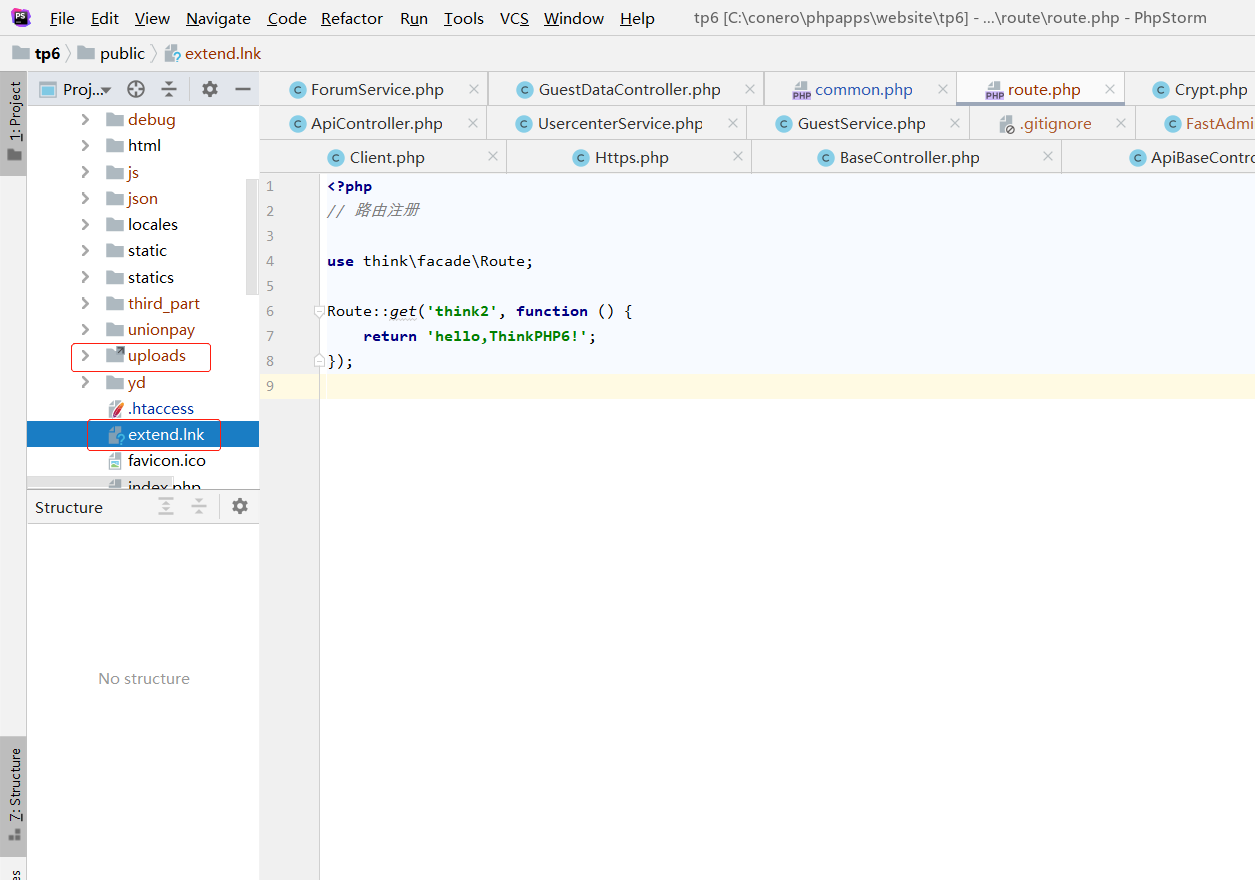 File Edit View Navigate Code Refactor Run Tools VCS Window Help tp6 [C:\conero\phpapps\website\tp6] - ...\route\route.php - PhpStorm
tp6 public extend.lnk
1: Project
Proj...
debug
html
js
json
locales
static
statics
third_part
unionpay
uploads
yd
.htaccess
extend.lnk
favicon.ico
index.php
Structure
No structure
7: Structure
ForumService.php GuestDataController.php common.php route.php Crypt.php
ApiController.php UsercenterService.php GuestService.php .gitignore FastAdmi
Client.php Https.php BaseController.php ApiBaseContro
1 <?php
2 // 路由注册
3
4 use think\facade\Route;
5
6 Route::get('think2', function () {
7 return 'hello,ThinkPHP6!';
8 });
9